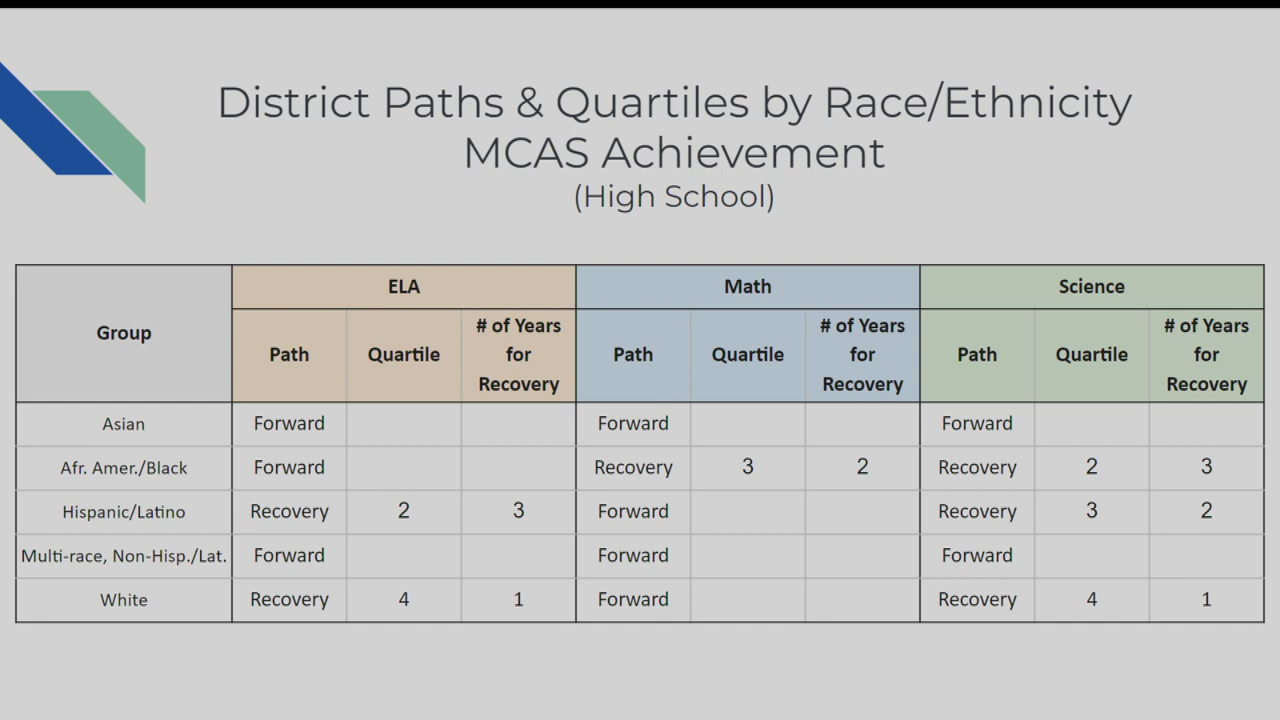 District Paths & Quartiles by Race/Ethnicity
MCAS Achievement
(High School)
Group ELA Math Science
Path Quartile # of Years for Recovery Path Quartile # of Years for Recovery Path Quartile # of Years for Recovery
Asian Forward Forward Forward
Afr. Amer./Black Forward Recovery 3 2 Recovery 2 3
Hispanic/Latino Recovery 2 3 Forward Recovery 3 2
Multi-race, Non-Hisp./Lat. Forward Forward Forward
White Recovery 4 1 Forward Recovery 4 1